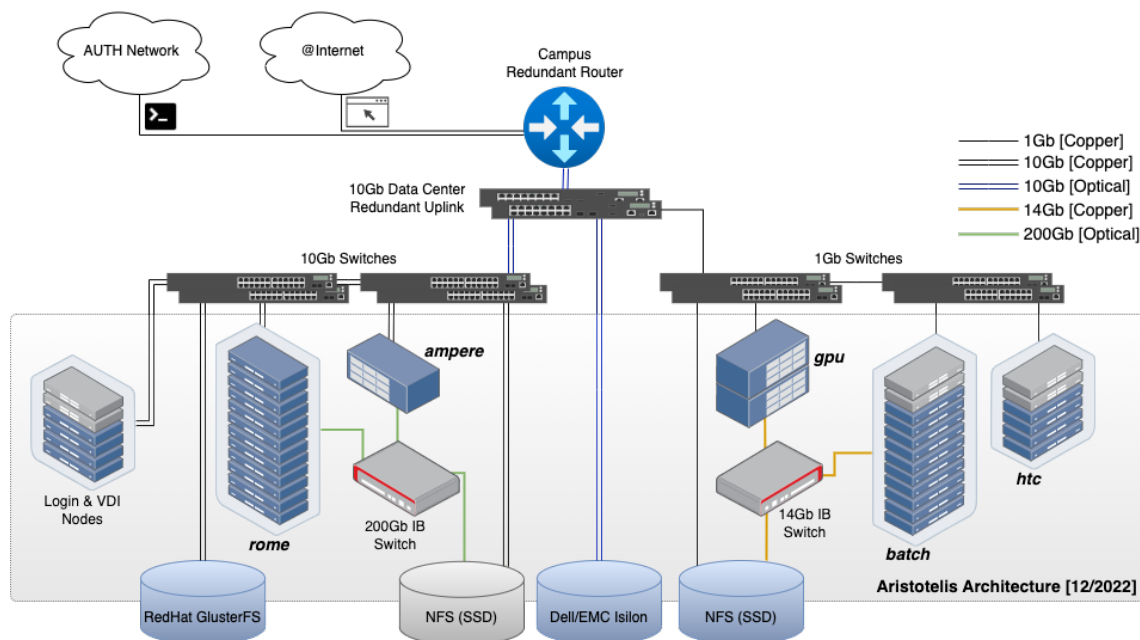 AUTH Network
@Internet
Campus
Redundant Router
1Gb [Copper]
10Gb [Copper]
10Gb [Optical]
14Gb [Copper]
200Gb [Optical]
10Gb Data Center
Redundant Uplink
10Gb Switches
1Gb Switches
ampere
gpu
Login & VDI
Nodes
rome
200Gb IB
Switch
14Gb IB
Switch
batch
htc
RedHat GlusterFS
NFS (SSD)
Dell/EMC Isilon
NFS (SSD)
Aristotelis Architecture [12/2022]